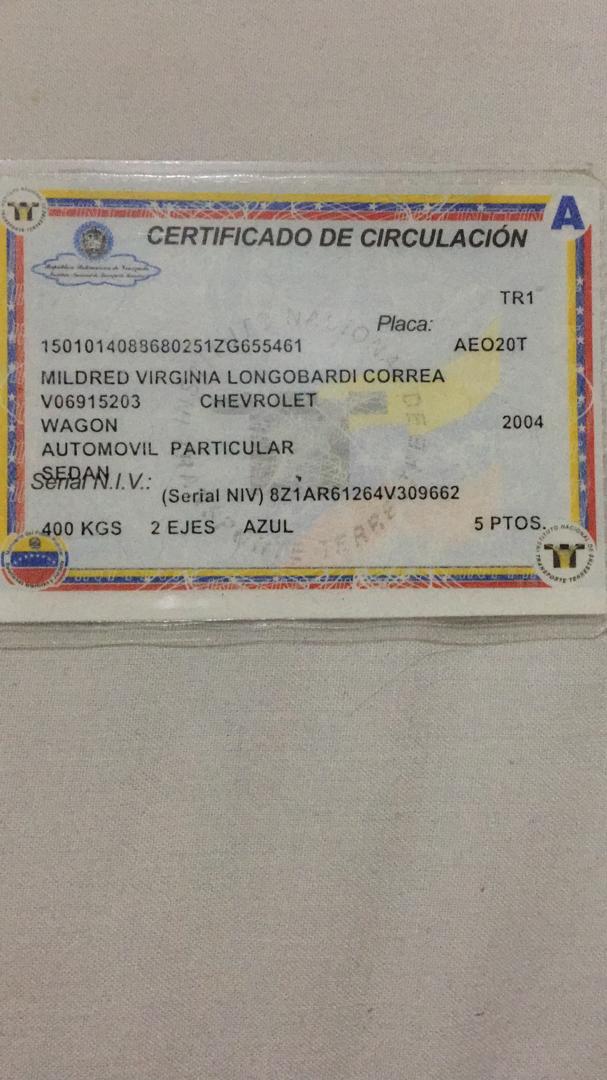 A
CERTIFICADO DE CIRCULACIÓN
República Bolivariana de Venezuela
Instituto Nacional de Transporte Terrestre
TR1
Placa:
1501014088680251ZG655461 AEO20T
MILDRED VIRGINIA LONGOBARDI CORREA
V06915203 CHEVROLET
WAGON 2004
AUTOMOVIL PARTICULAR
SEDAN
Serial N.I.V.:
(Serial NIV) 8Z1AR61264V309662
400 KGS 2 EJES AZUL 5 PTOS.
INSTITUTO NACIONAL DE TRANSPORTE TERRESTRE